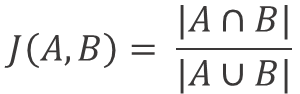 J(A, B) = |A ∩ B| / |A ∪ B|